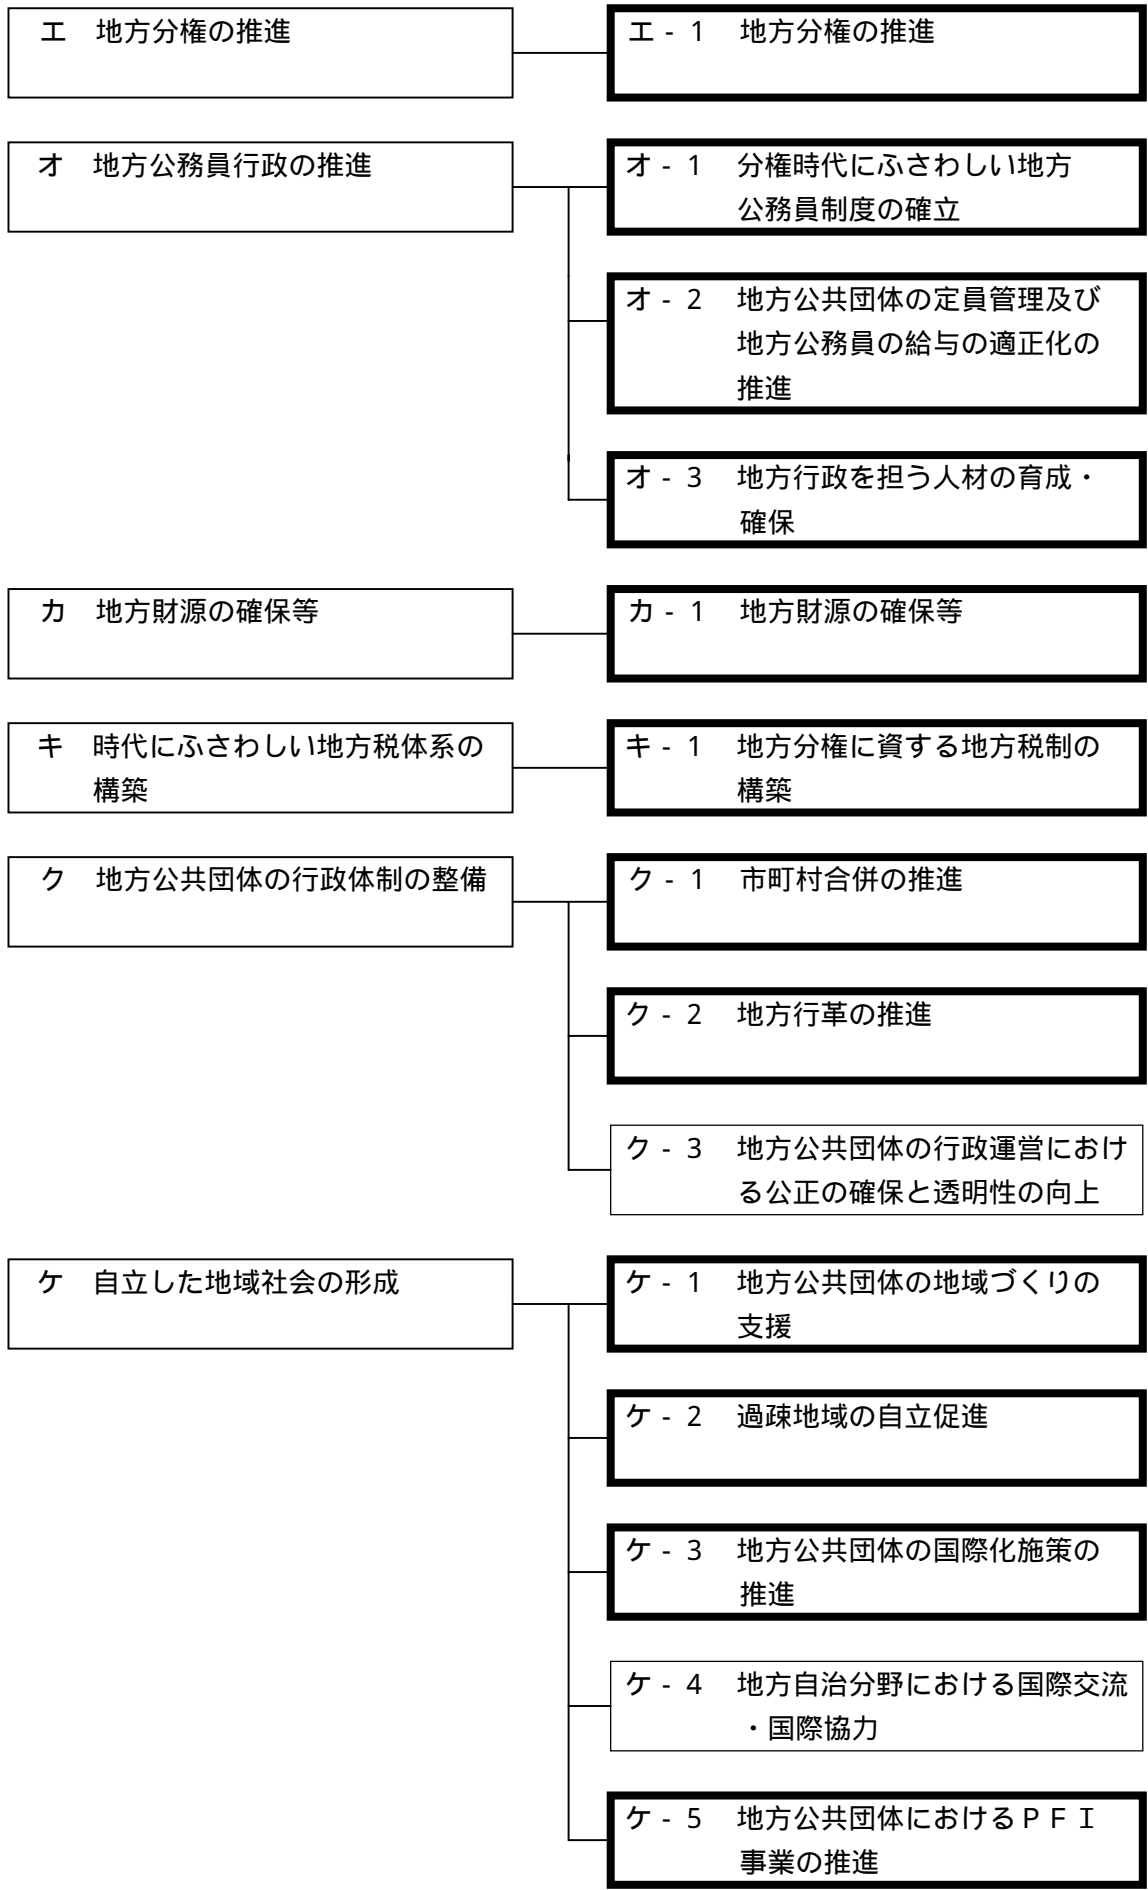 エ　地方分権の推進
エ - 1　地方分権の推進
オ　地方公務員行政の推進
オ - 1　分権時代にふさわしい地方
公務員制度の確立
オ - 2　地方公共団体の定員管理及び
地方公務員の給与の適正化の
推進
オ - 3　地方行政を担う人材の育成・
確保
カ　地方財源の確保等
カ - 1　地方財源の確保等
キ　時代にふさわしい地方税体系の
構築
キ - 1　地方分権に資する地方税制の
構築
ク　地方公共団体の行政体制の整備
ク - 1　市町村合併の推進
ク - 2　地方行革の推進
ク - 3　地方公共団体の行政運営におけ
る公正の確保と透明性の向上
ケ　自立した地域社会の形成
ケ - 1　地方公共団体の地域づくりの
支援
ケ - 2　過疎地域の自立促進
ケ - 3　地方公共団体の国際化施策の
推進
ケ - 4　地方自治分野における国際交流
・国際協力
ケ - 5　地方公共団体におけるＰＦＩ
事業の推進